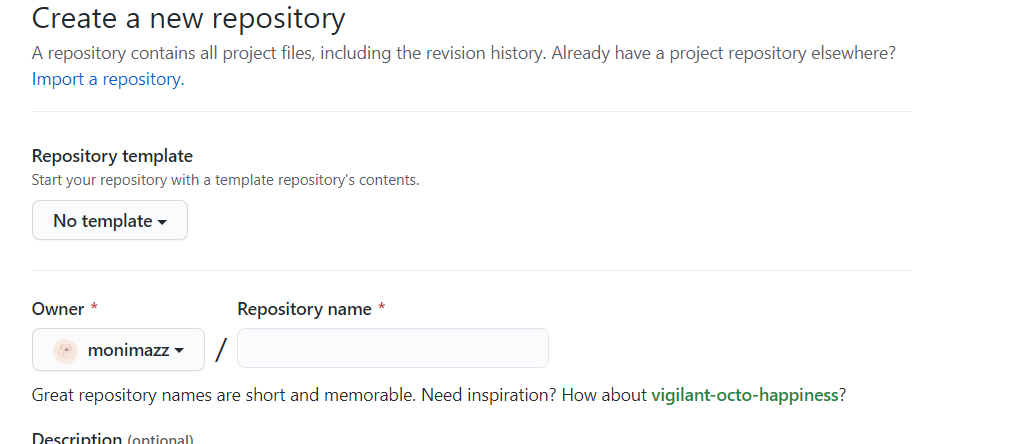 Create a new repository
A repository contains all project files, including the revision history. Already have a project repository elsewhere?
Import a repository.
Repository template
Start your repository with a template repository's contents.
No template
Owner * Repository name *
monimazz /
Great repository names are short and memorable. Need inspiration? How about vigilant-octo-happiness?
Description (optional)